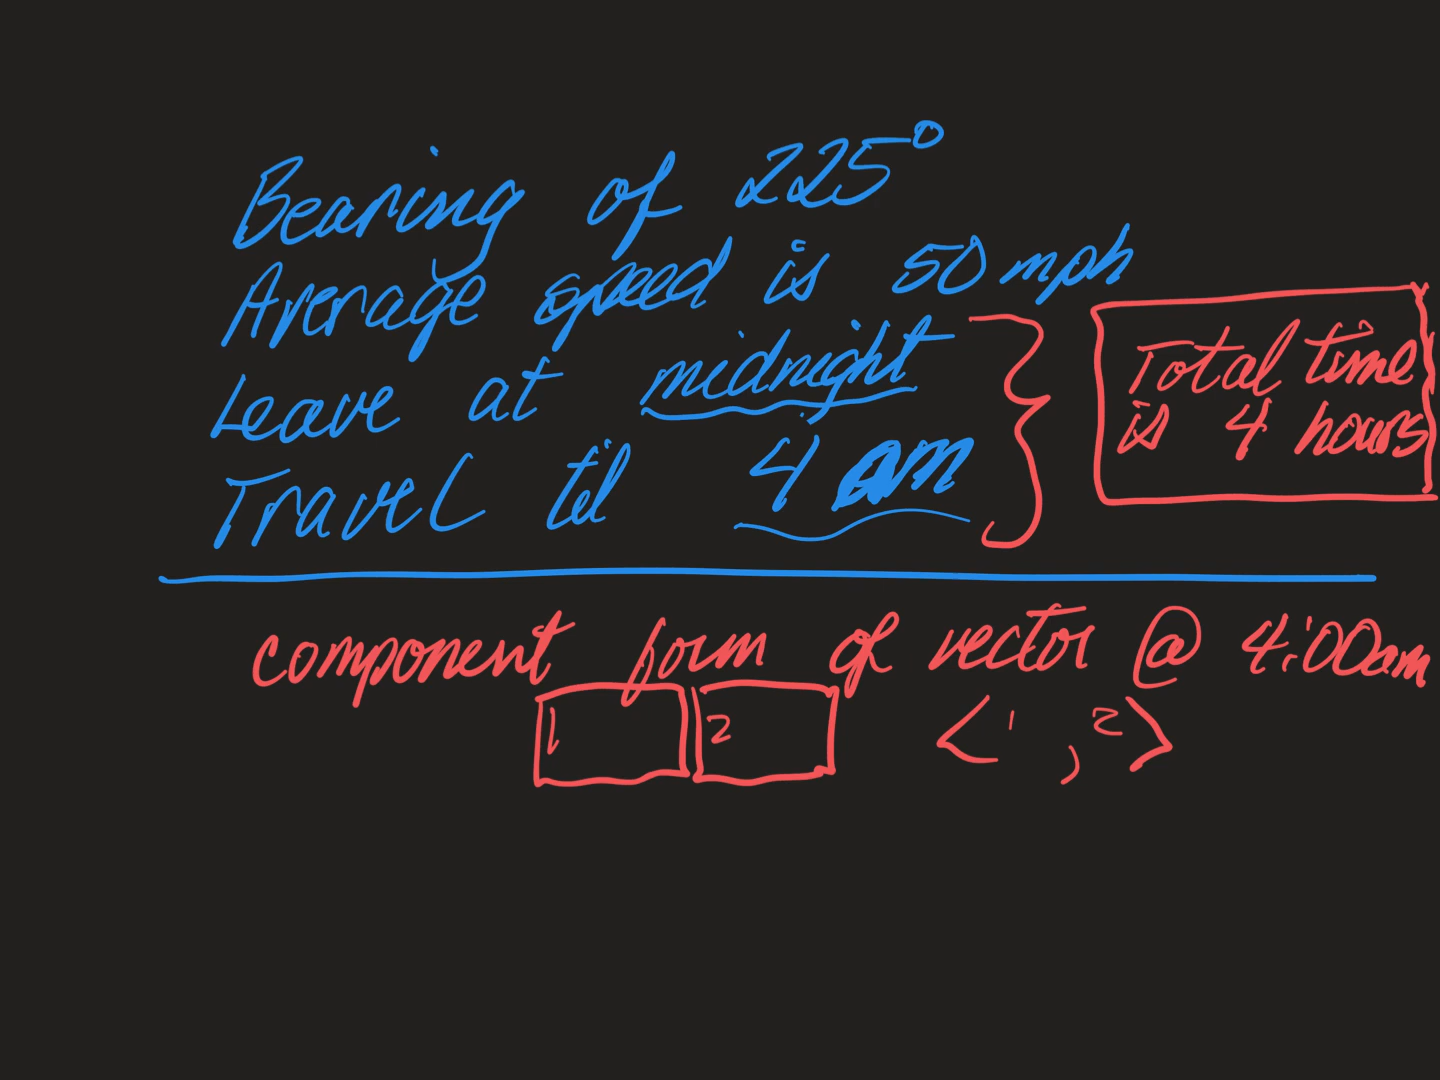 Bearing of 225°
Average speed is 50 mph
Leave at midnight
Travel til 4 am
Total time
is 4 hours
component form of vector @ 4:00am
1 2 <1 , 2>